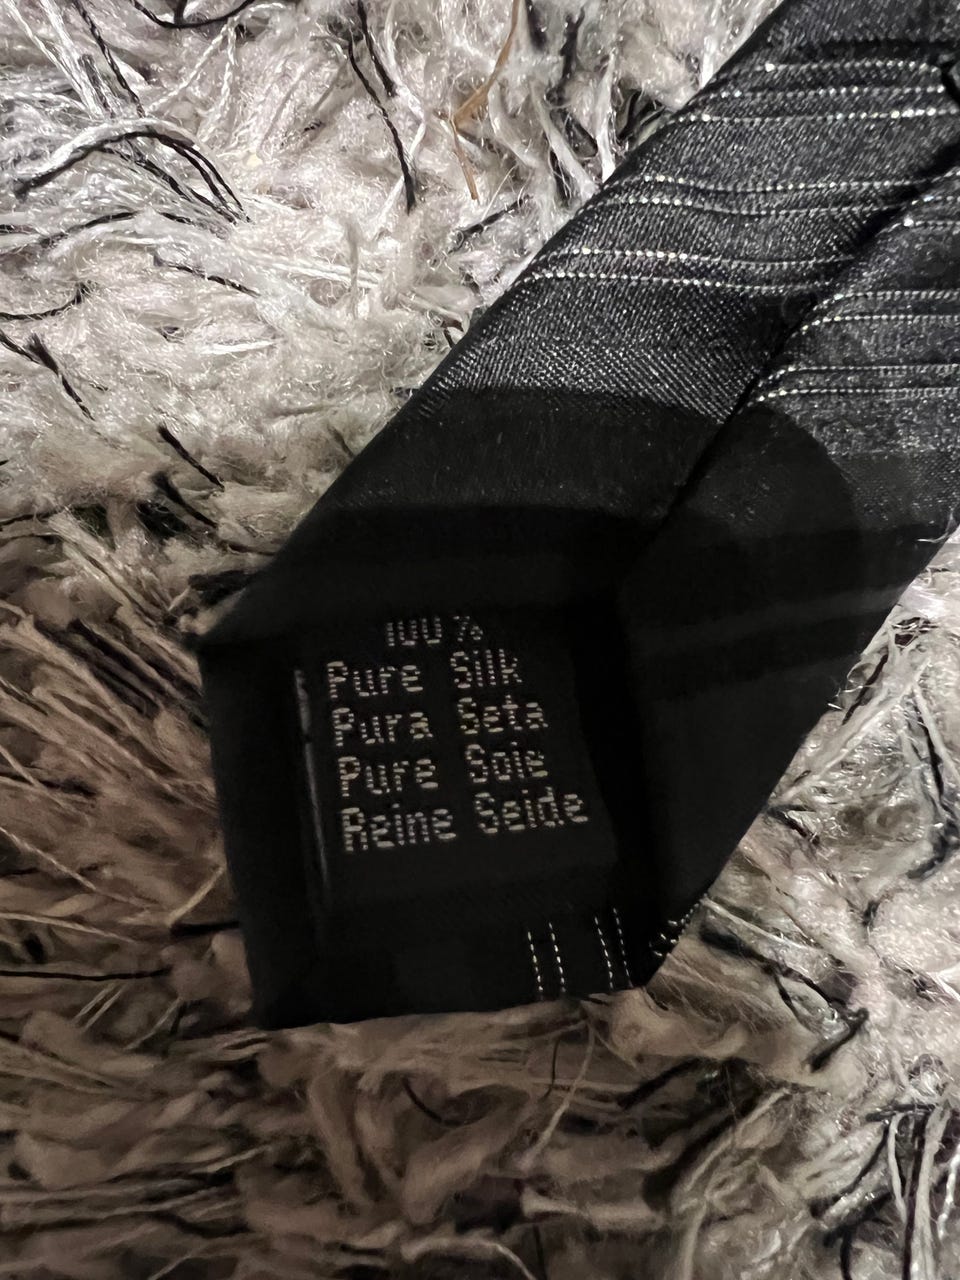 100 %
Pure Silk
Pura Seta
Pure Soie
Reine Seide